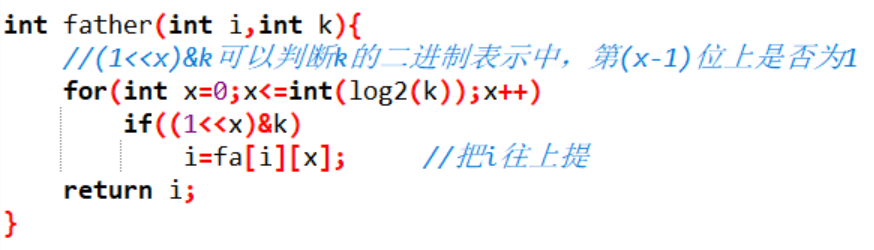 int father(int i,int k){
//(1<<x)&k可以判断k的二进制表示中，第(x-1)位上是否为1
for(int x=0;x<=int(log2(k));x++)
if((1<<x)&k)
i=fa[i][x]; //把i往上提
return i;
}